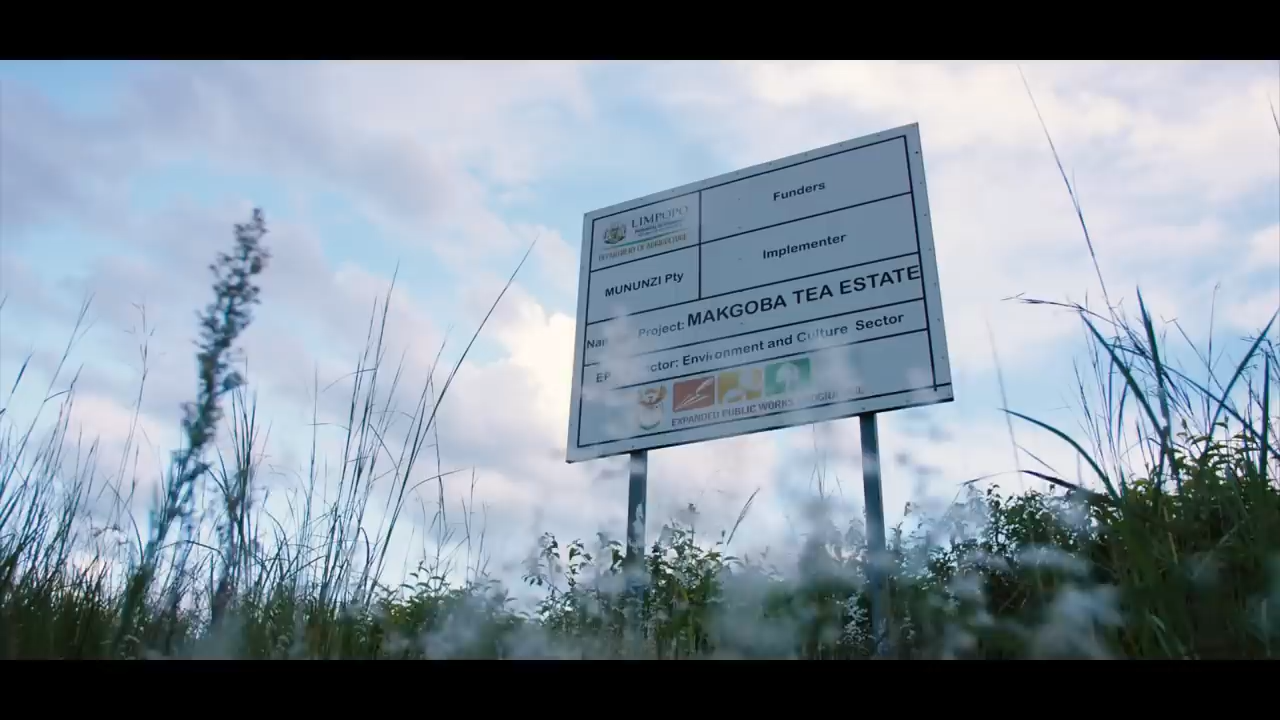 LIMPOPO
DEPARTMENT OF AGRICULTURE
Funders
MUNUNZI Pty
Implementer
Project: MAKGOBA TEA ESTATE
Environment and Culture Sector
EXPANDED PUBLIC WORKS